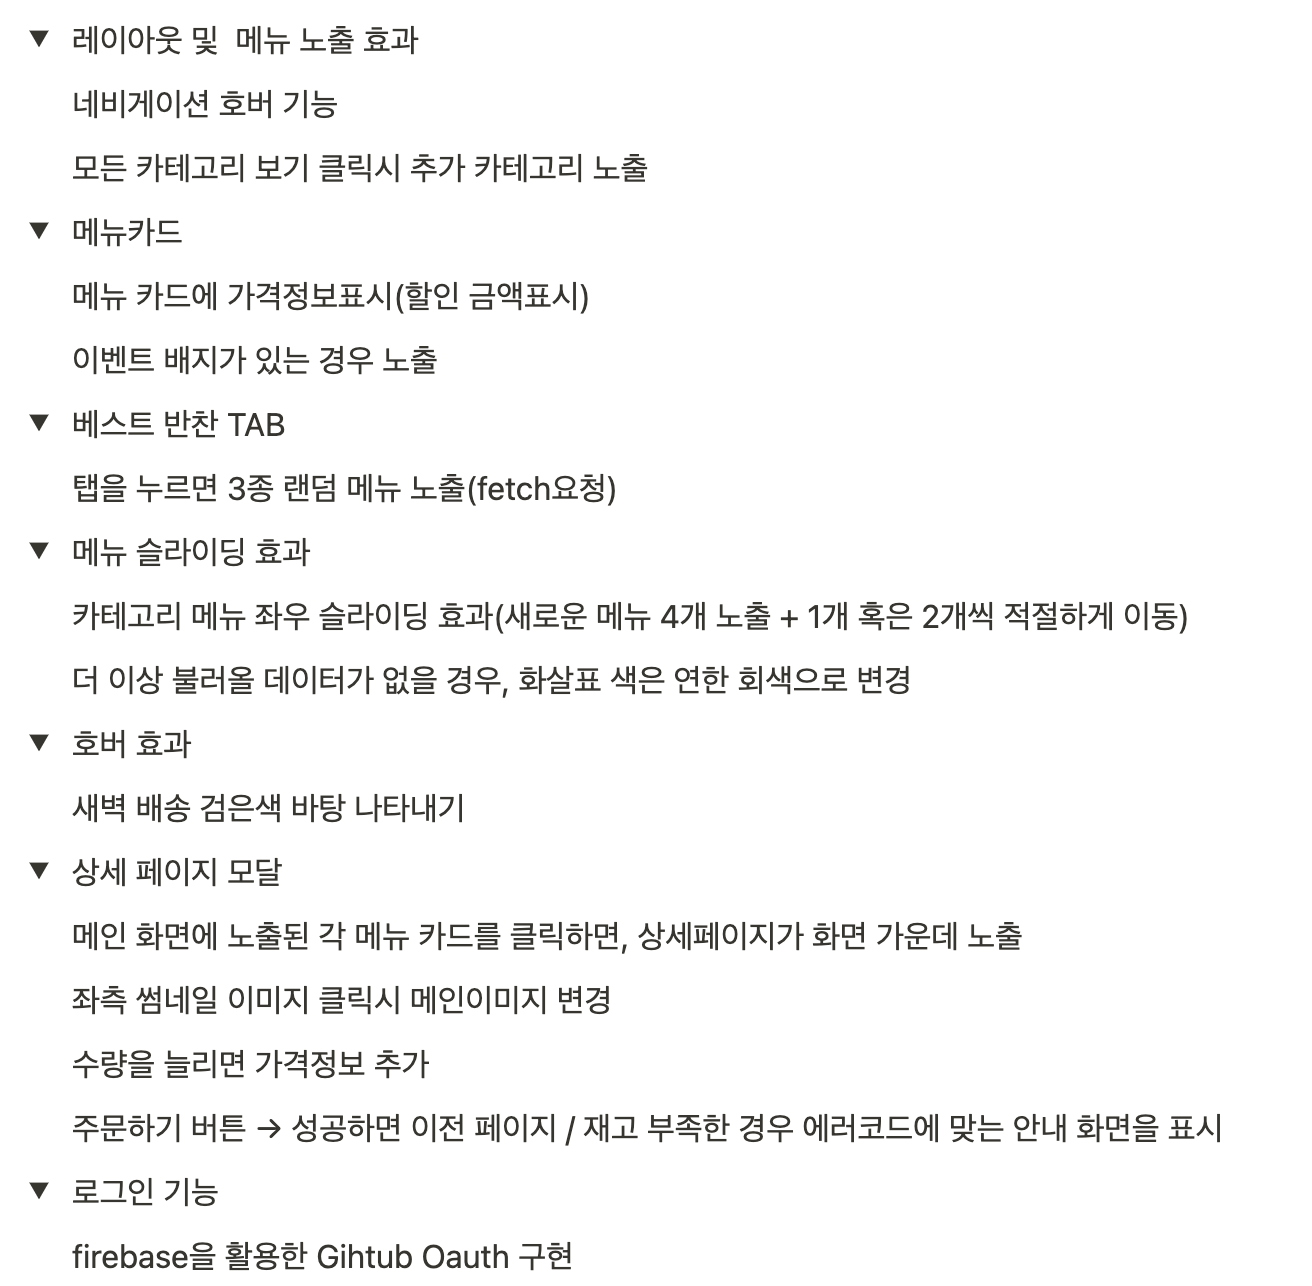 ▼ 레이아웃 및  메뉴 노출 효과
네비게이션 호버 기능
모든 카테고리 보기 클릭시 추가 카테고리 노출
▼ 메뉴카드
메뉴 카드에 가격정보표시(할인 금액표시)
이벤트 배지가 있는 경우 노출
▼ 베스트 반찬 TAB
탭을 누르면 3종 랜덤 메뉴 노출(fetch요청)
▼ 메뉴 슬라이딩 효과
카테고리 메뉴 좌우 슬라이딩 효과(새로운 메뉴 4개 노출 + 1개 혹은 2개씩 적절하게 이동)
더 이상 불러올 데이터가 없을 경우, 화살표 색은 연한 회색으로 변경
▼ 호버 효과
새벽 배송 검은색 바탕 나타내기
▼ 상세 페이지 모달
메인 화면에 노출된 각 메뉴 카드를 클릭하면, 상세페이지가 화면 가운데 노출
좌측 썸네일 이미지 클릭시 메인이미지 변경
수량을 늘리면 가격정보 추가
주문하기 버튼 → 성공하면 이전 페이지 / 재고 부족한 경우 에러코드에 맞는 안내 화면을 표시
▼ 로그인 기능
firebase을 활용한 Gihtub Oauth 구현